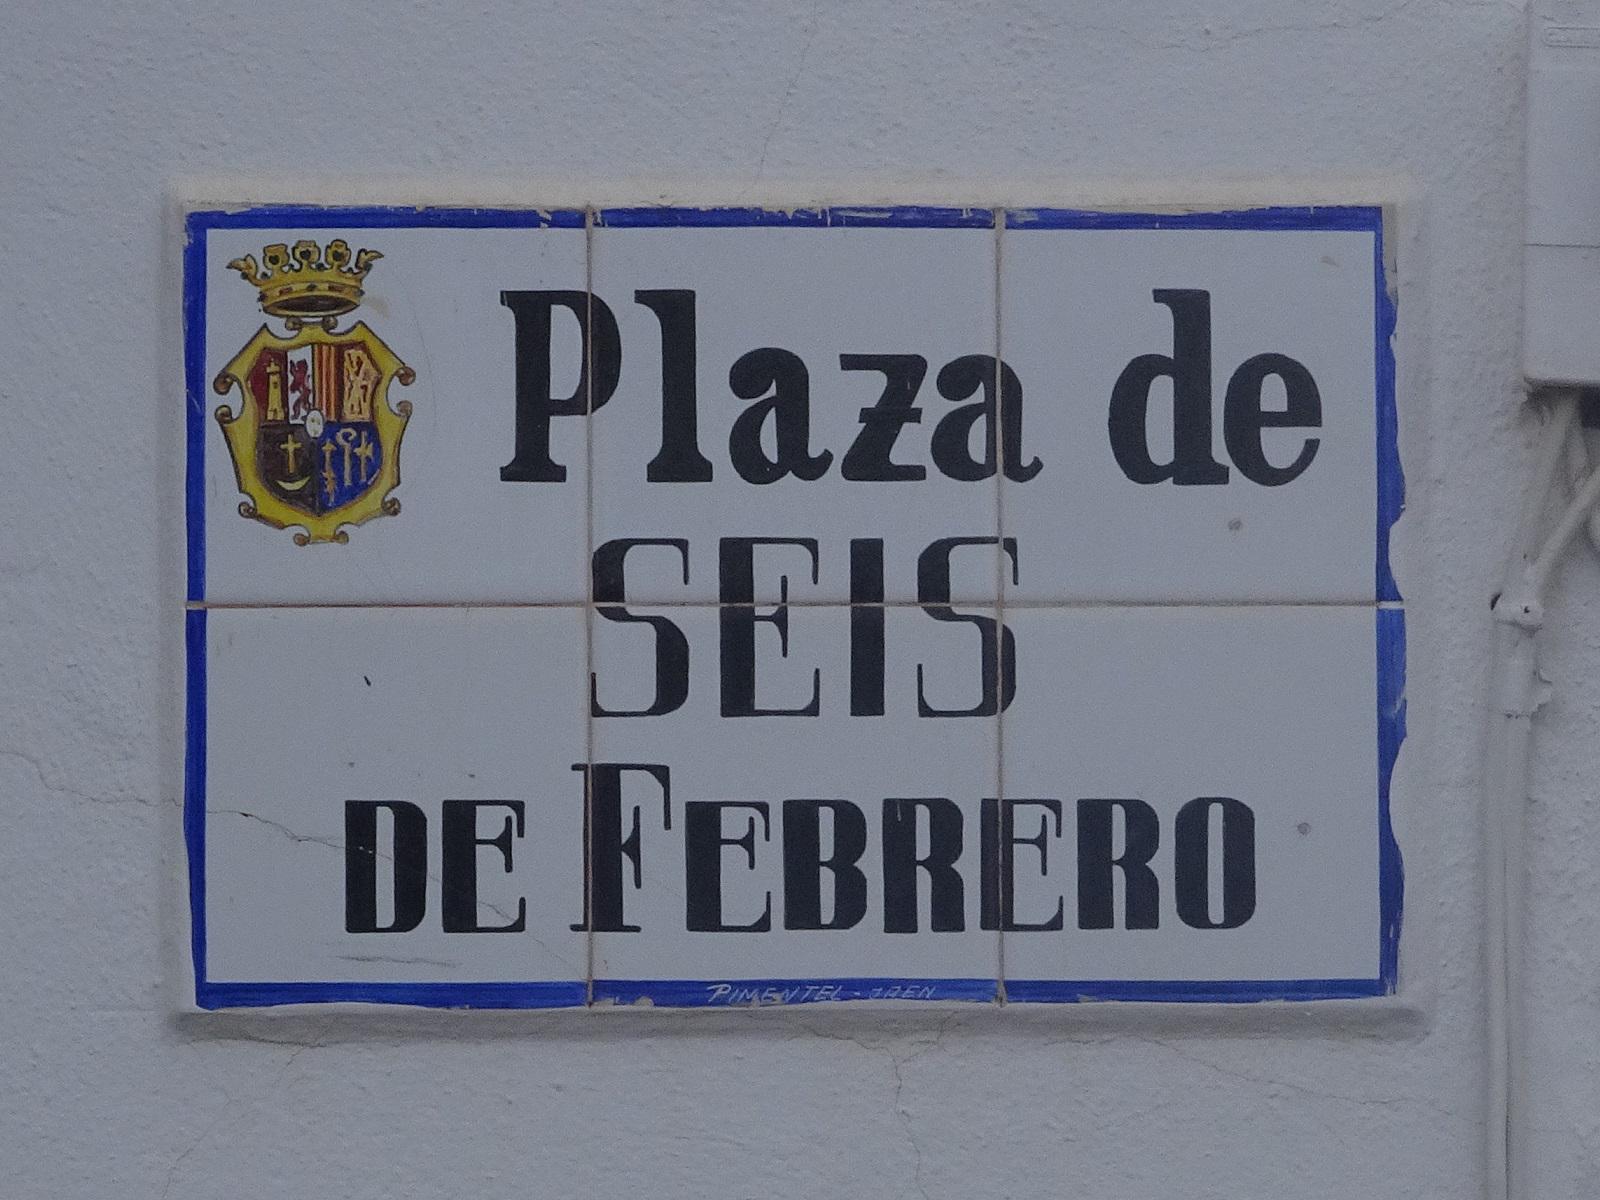 Plaza de
SEIS
DE FEBRERO
PIMENTEL - JAEN